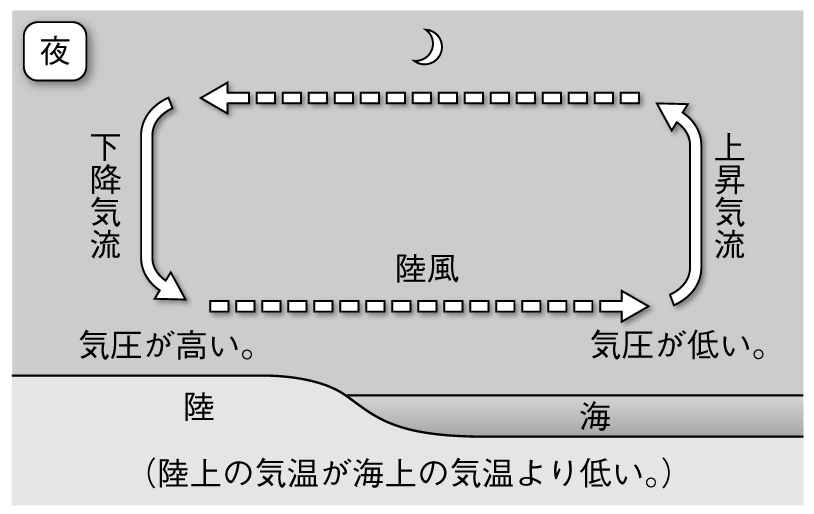 夜
下降気流
上昇気流
陸風
気圧が高い。
気圧が低い。
陸
海
（陸上の気温が海上の気温より低い。）